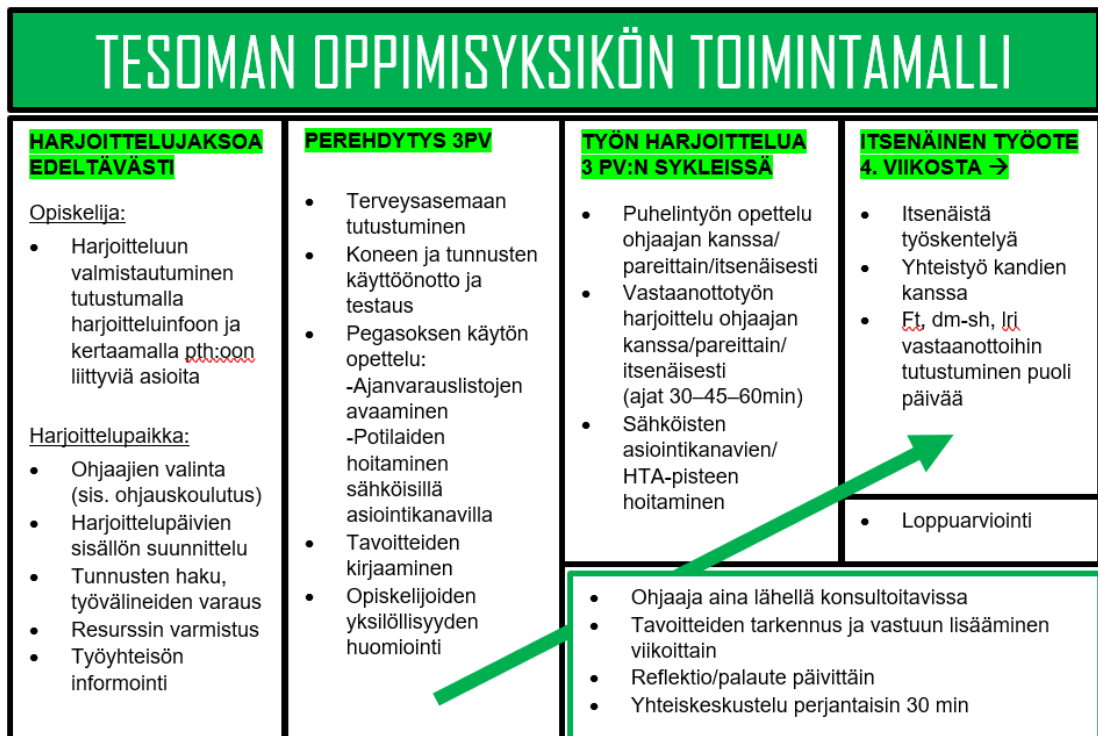 TESOMAN OPPIMISYKSIKÖN TOIMINTAMALLI
HARJOITTELUJAKSOA
EDELTÄVÄSTI
Opiskelija:
• Harjoitteluun
valmistautuminen
tutustumalla
harjoitteluinfoon ja
kertaamalla pth:oon
liittyviä asioita
Harjoittelupaikka:
• Ohjaajien valinta
(sis. ohjauskoulutus)
• Harjoittelupäivien
sisällön suunnittelu
• Tunnusten haku,
työvälineiden varaus
• Resurssin varmistus
• Työyhteisön
informointi
PEREHDYTYS 3PV
• Terveysasemaan
tutustuminen
• Koneen ja tunnusten
käyttöönotto ja
testaus
• Pegasoksen käytön
opettelu:
-Ajanvarauslistojen
avaaminen
-Potilaiden
hoitaminen
sähköisillä
asiointikanavilla
• Tavoitteiden
kirjaaminen
• Opiskelijoiden
yksilöllisyyden
huomiointi
TYÖN HARJOITTELUA
3 PV:N SYKLEISSÄ
• Puhelintyön opettelu
ohjaajan kanssa/
pareittain/itsenäisesti
• Vastaanottotyön
harjoittelu ohjaajan
kanssa/pareittain/
itsenäisesti
(ajat 30–45–60min)
• Sähköisten
asiointikanavien/
HTA-pisteen
hoitaminen
ITSENÄINEN TYÖOTE
4. VIIKOSTA →
• Itsenäistä
työskentelyä
• Yhteistyö kandien
kanssa
• Ft, dm-sh, lri
vastaanottoihin
tutustuminen puoli
päivää
• Loppuarviointi
• Ohjaaja aina lähellä konsultoitavissa
• Tavoitteiden tarkennus ja vastuun lisääminen
viikoittain
• Reflektio/palaute päivittäin
• Yhteiskeskustelu perjantaisin 30 min